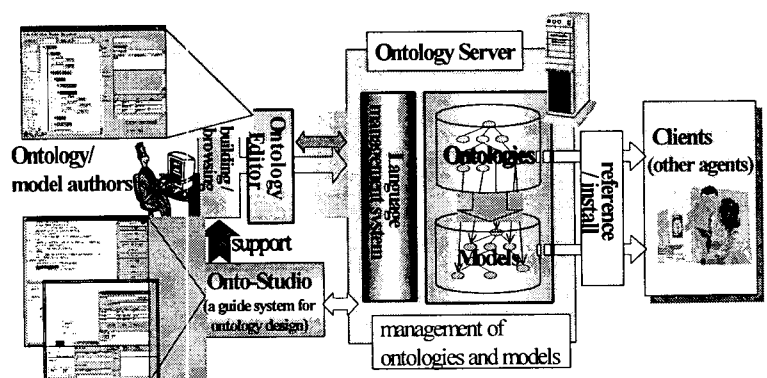 Ontology Server
Ontology/
model authors
building/
browsing
Ontology
Editor
support
Onto-Studio
(a guide system for
ontology design)
Language
management system
Ontologies
Models
management of
ontologies and models
reference
/install
Clients
(other agents)